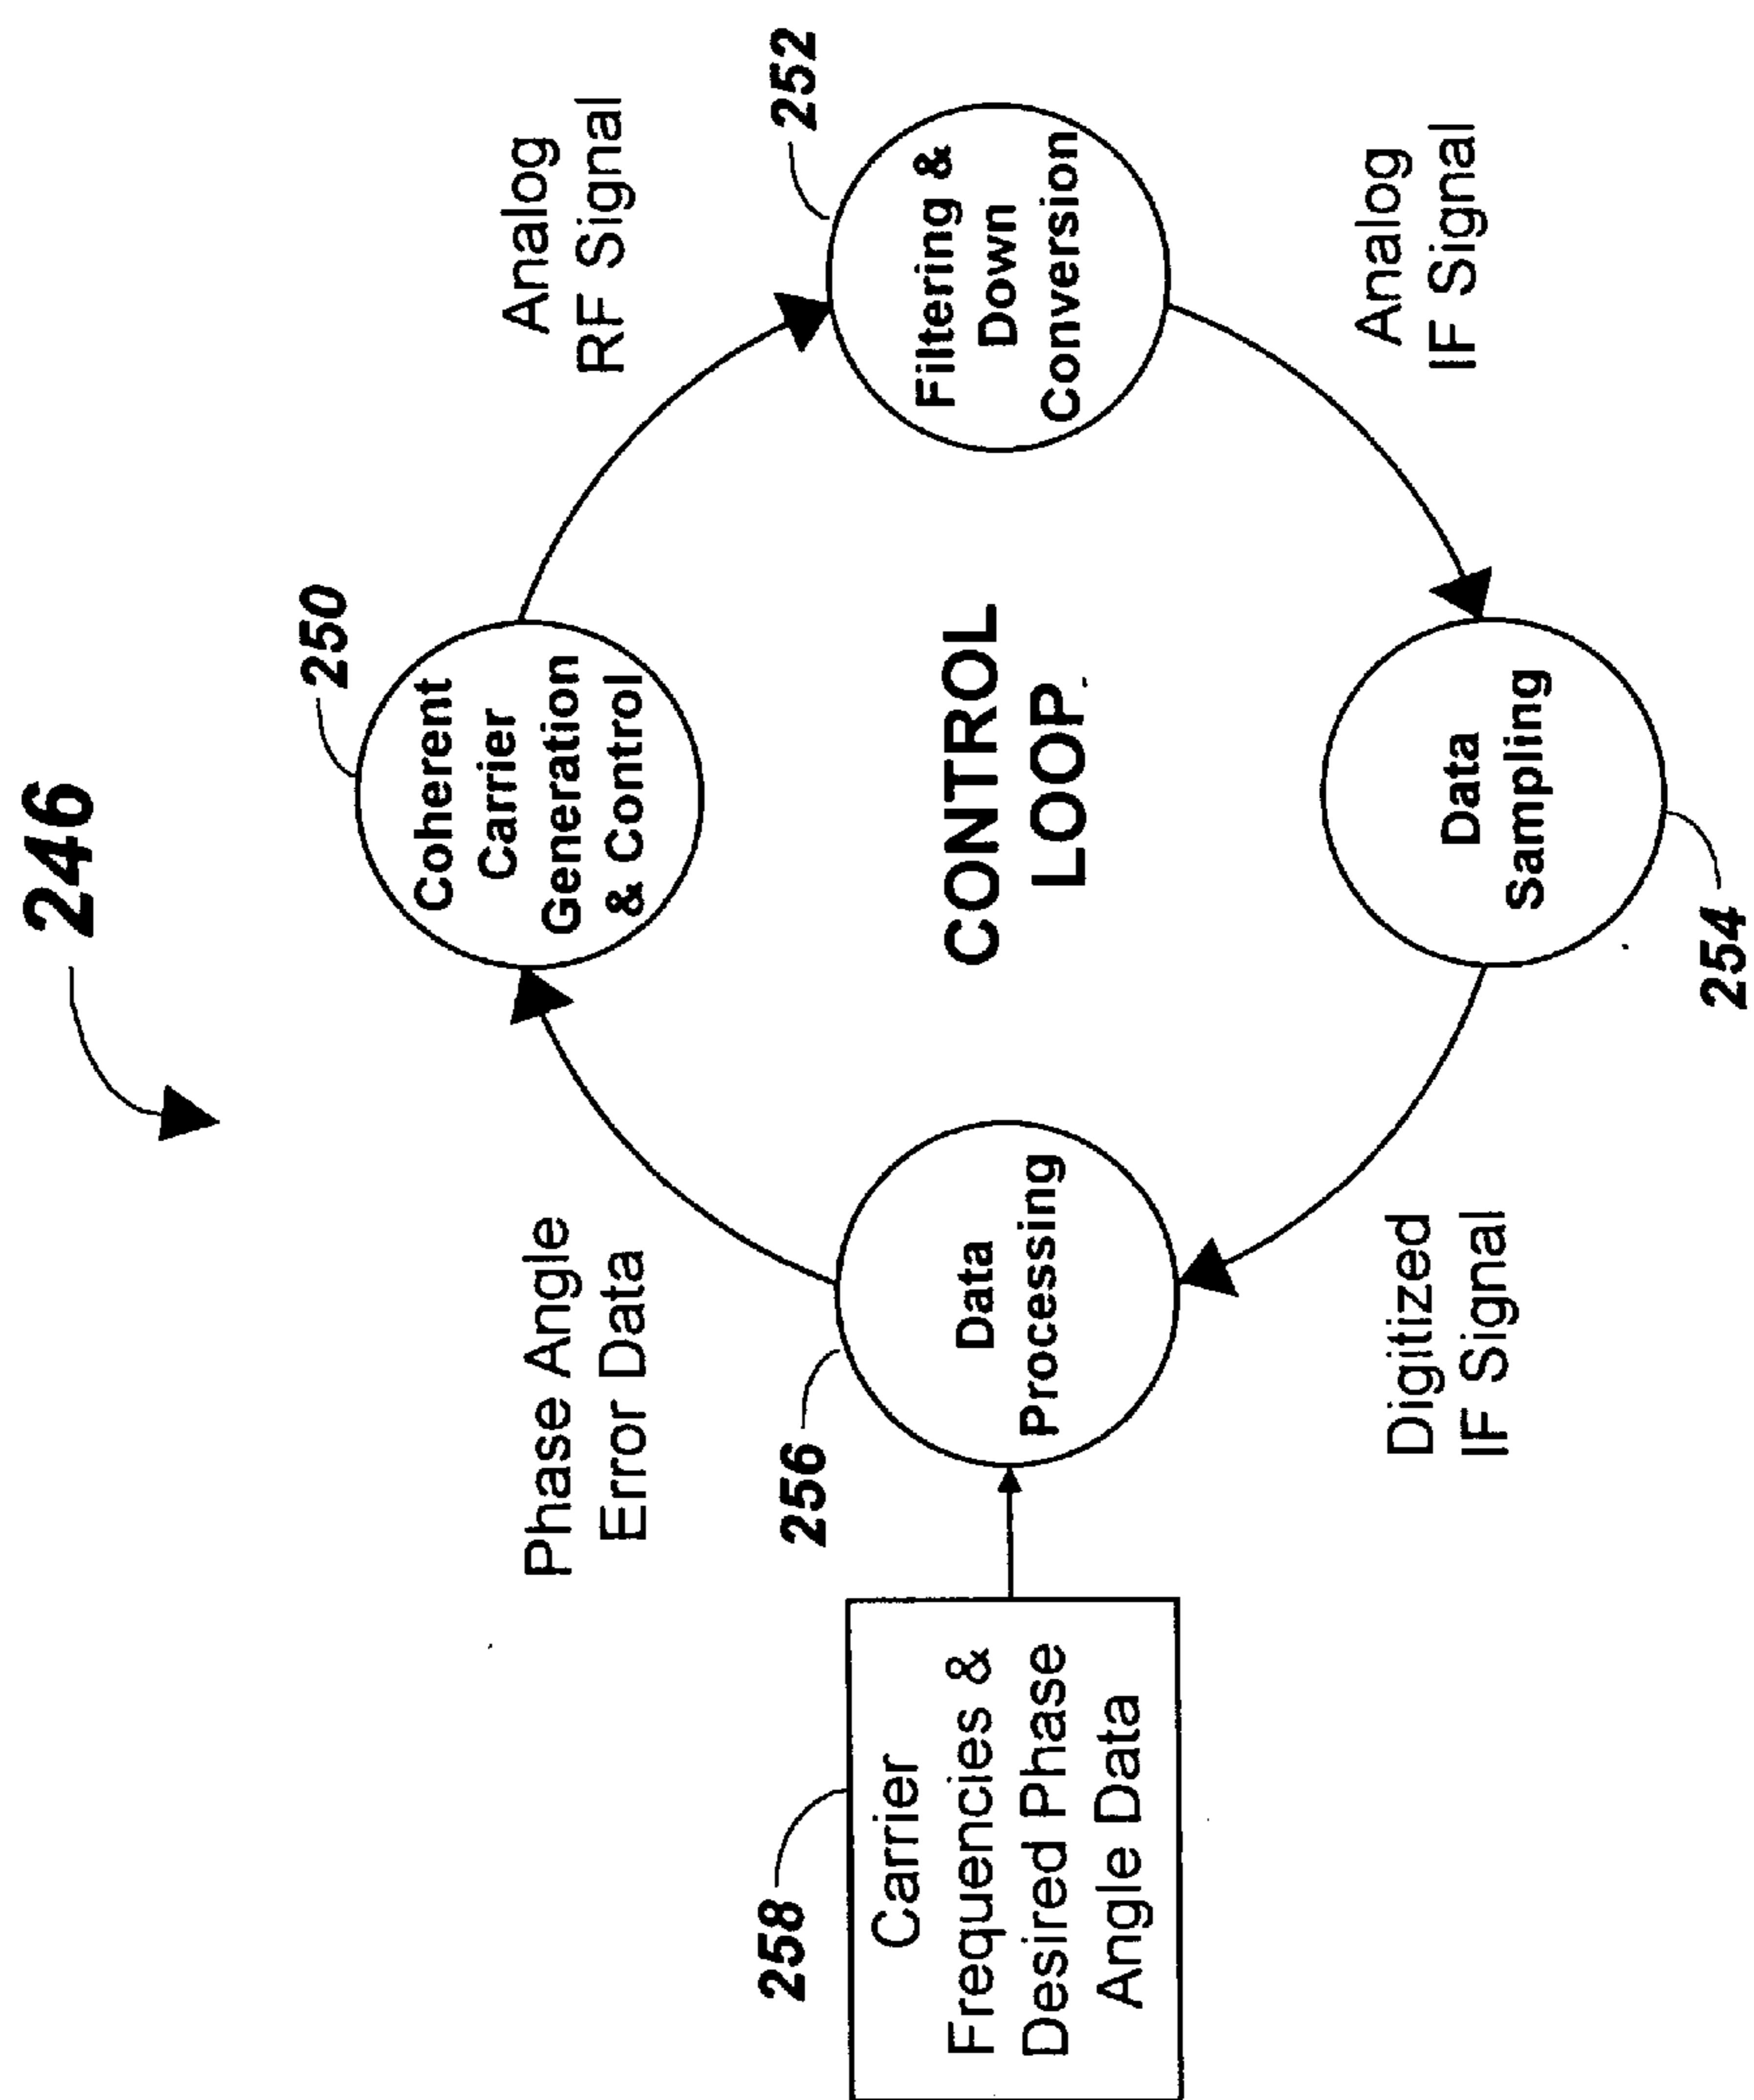 246
250
Coherent
Carrier
Generation
& Control
Analog
RF Signal
252
Filtering &
Down
Conversion
Analog
IF Signal
Data
Sampling
254
Digitized
IF Signal
256
Data
Processing
Phase Angle
Error Data
258
Carrier
Frequencies &
Desired Phase
Angle Data
CONTROL
LOOP